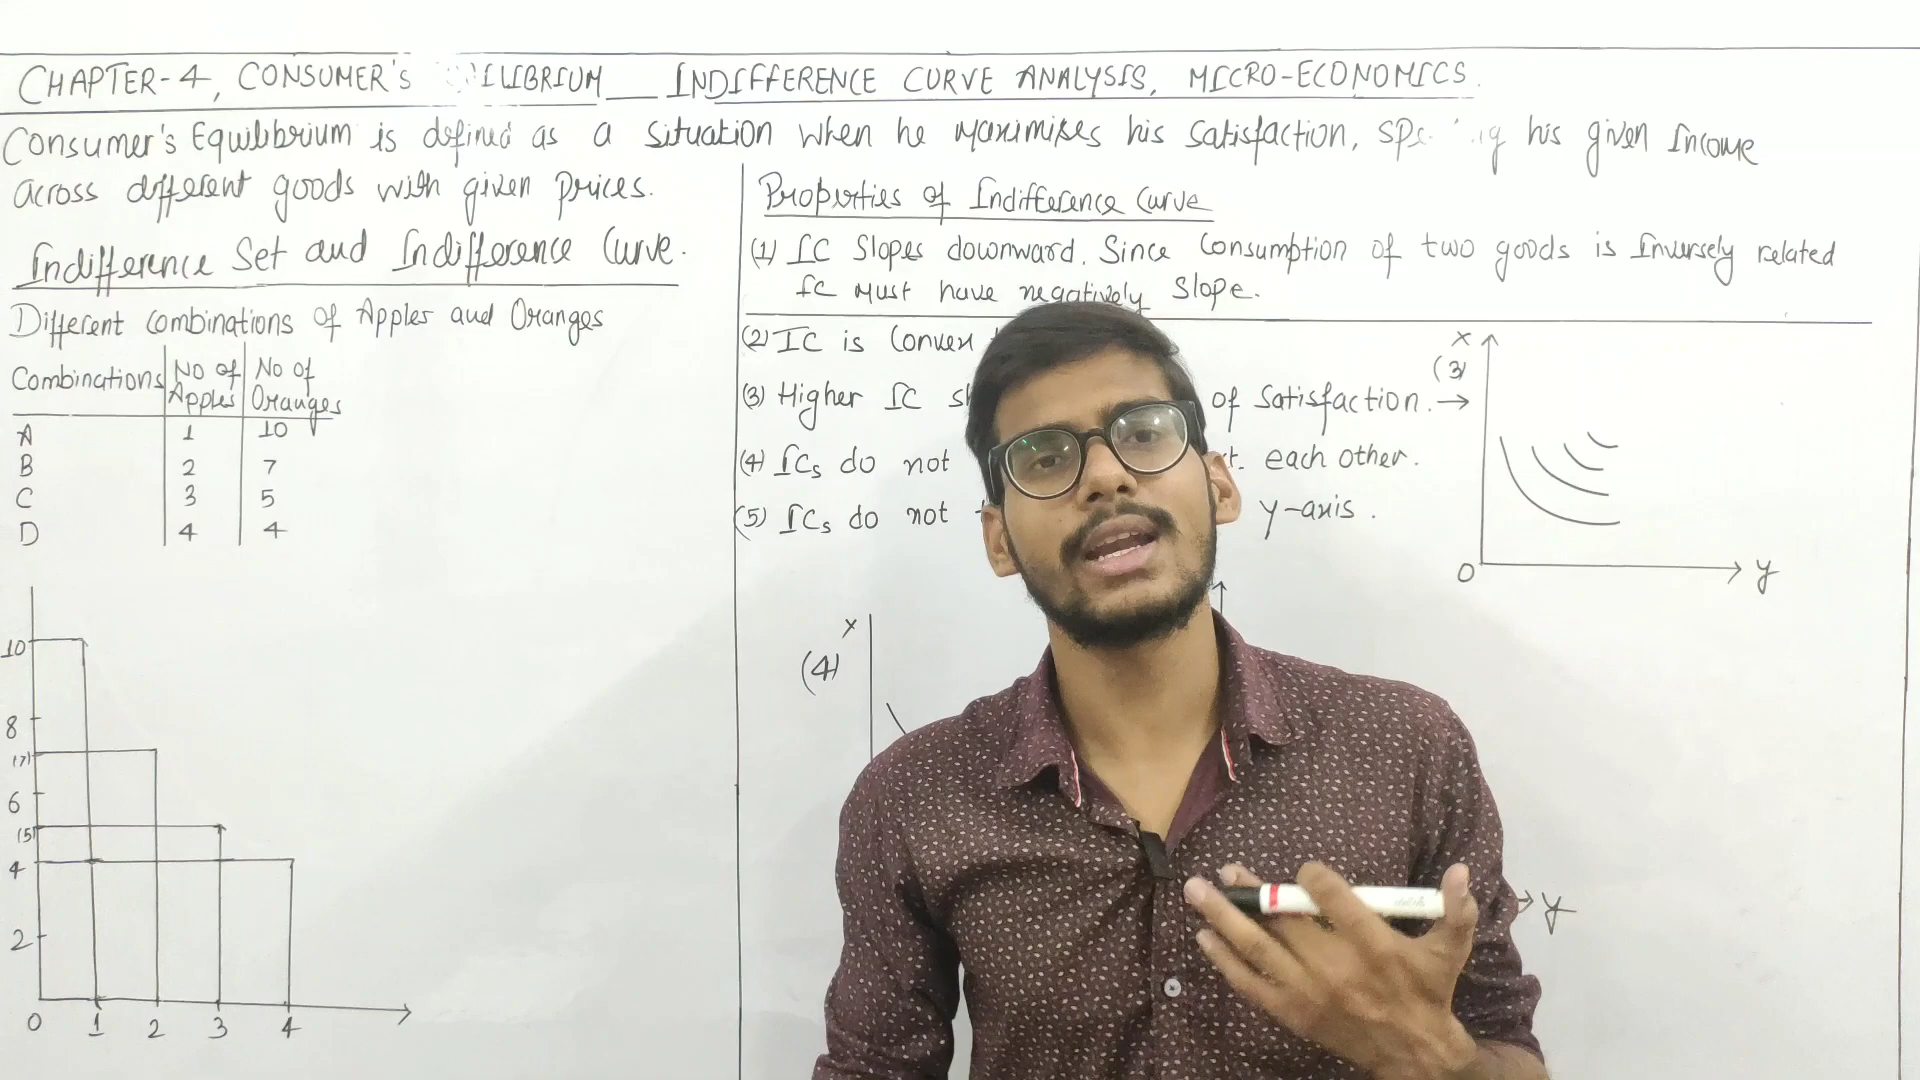 CHAPTER-4, CONSUMER's ILIBRIUM __ INDIFFERENCE CURVE ANALYSIS, MICRO-ECONOMICS.
Consumer's Equilibrium is defined as a situation when he Maximises his satisfaction, his given Income
across different goods with given prices.
Indifference Set and Indifference Curve.
Different Combinations of Apples and Oranges
Combinations No of Apples No of Oranges
A 1 10
B 2 7
C 3 5
D 4 4
10
8
(7)
6
(5)
4
2
0 1 2 3 4
Properties of Indifference Curve
(1) IC Slopes downward. Since Consumption of two goods is Inversely related
IC Must have negatively Slope.
(2) IC is Convex
(3) Higher IC of Satisfaction. →
(4) ICs do not each other.
(5) ICs do not y-axis.
x
(3)
0 y
x
(4)
y